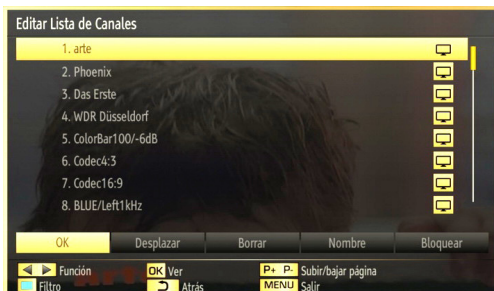 Editar Lista de Canales
1. arte
2. Phoenix
3. Das Erste
4. WDR Düsseldorf
5. ColorBar100/-6dB
6. Codec4:3
7. Codec16:9
8. BLUE/Left1kHz
OK Desplazar Borrar Nombre Bloquear
Función OK Ver P+ P- Subir/bajar página
Filtro Atrás MENU Salir